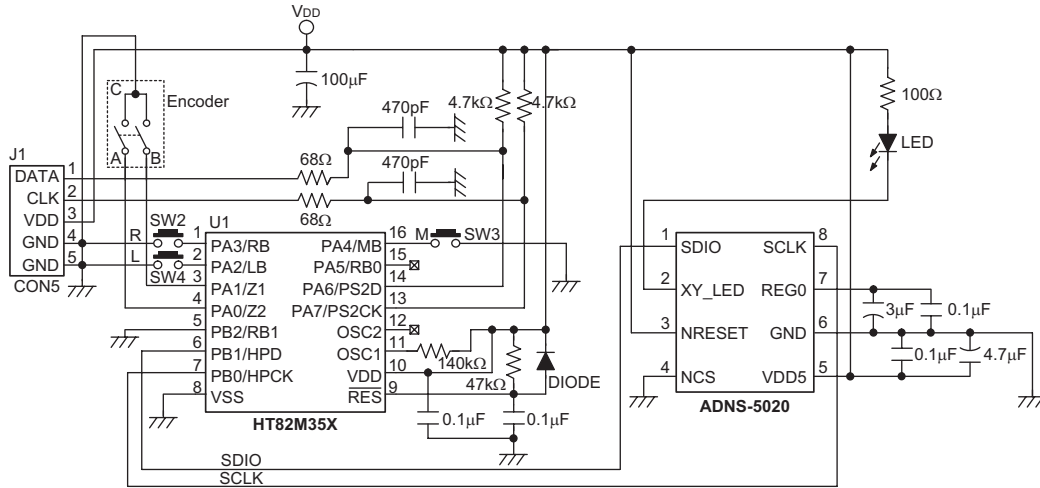 VDD
100µF
C
Encoder
A
B
470pF
4.7kΩ
4.7kΩ
470pF
68Ω
68Ω
100Ω
LED
J1
DATA 1
CLK 2
VDD 3
GND 4
GND 5
CON5
R
SW2
L
SW4
U1
1 PA3/RB
2 PA2/LB
3 PA1/Z1
4 PA0/Z2
5 PB2/RB1
6 PB1/HPD
7 PB0/HPCK
8 VSS
PA4/MB 16
PA5/RB0 15
PA6/PS2D 14
PA7/PS2CK 13
OSC2 12
OSC1 11
VDD 10
RES 9
HT82M35X
M
SW3
140kΩ
47kΩ
DIODE
0.1µF
0.1µF
1 SDIO
2 XY_LED
3 NRESET
4 NCS
SCLK 8
REG0 7
GND 6
VDD5 5
ADNS-5020
3µF
0.1µF
0.1µF
4.7µF
SDIO
SCLK